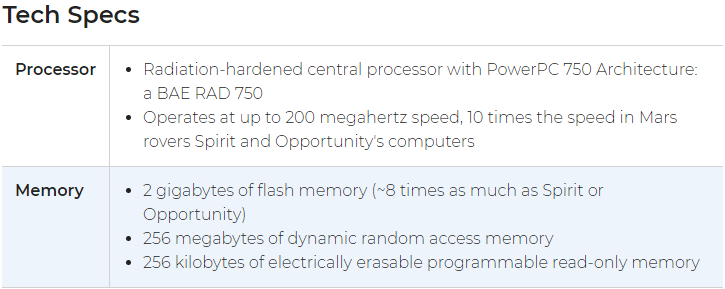 Tech Specs
Processor
• Radiation-hardened central processor with PowerPC 750 Architecture:
a BAE RAD 750
• Operates at up to 200 megahertz speed, 10 times the speed in Mars
rovers Spirit and Opportunity's computers
Memory
• 2 gigabytes of flash memory (~8 times as much as Spirit or
Opportunity)
• 256 megabytes of dynamic random access memory
• 256 kilobytes of electrically erasable programmable read-only memory